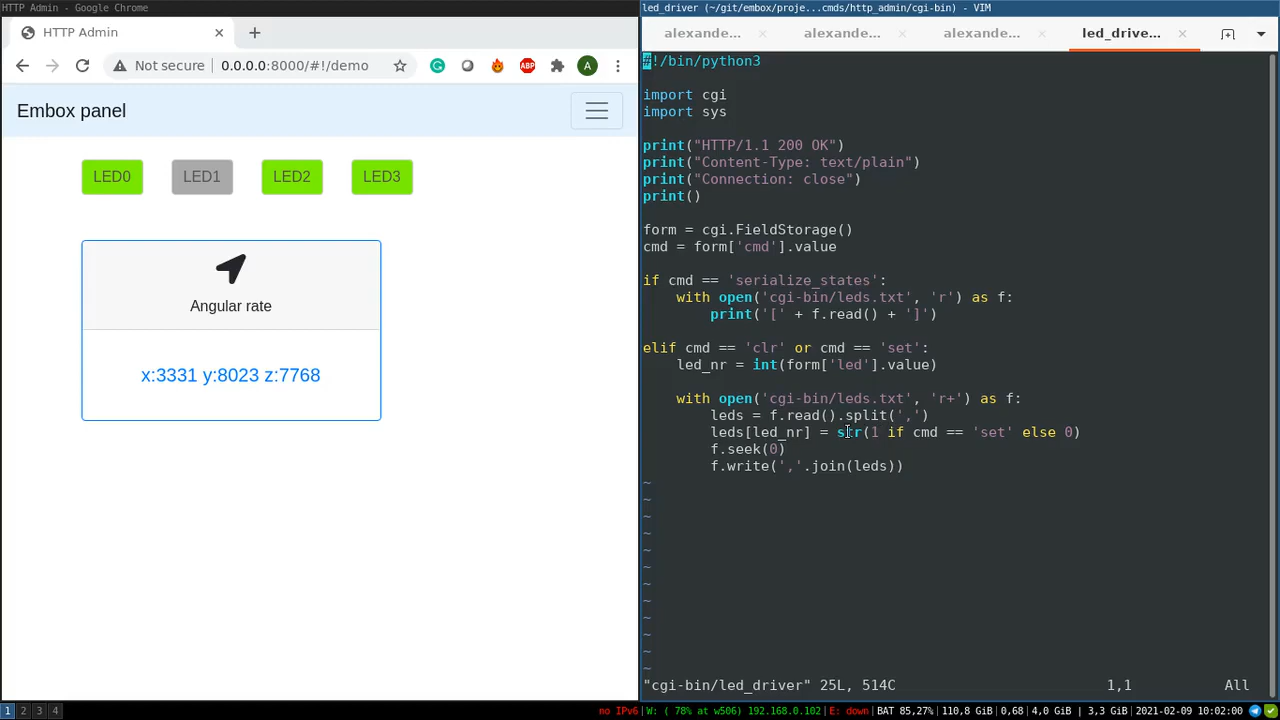 HTTP Admin - Google Chrome
HTTP Admin
Not secure 0.0.0.0:8000/#!/demo
ABP A
Embox panel
LED0 LED1 LED2 LED3
Angular rate
x:3331 y:8023 z:7768
led_driver (~/git/embox/proje...cmds/http_admin/cgi-bin) - VIM
alexande... alexande... alexande... led_drive...
#!/bin/python3
import cgi
import sys
print("HTTP/1.1 200 OK")
print("Content-Type: text/plain")
print("Connection: close")
print()
form = cgi.FieldStorage()
cmd = form['cmd'].value
if cmd == 'serialize_states':
    with open('cgi-bin/leds.txt', 'r') as f:
        print('[' + f.read() + ']')
elif cmd == 'clr' or cmd == 'set':
    led_nr = int(form['led'].value)
    with open('cgi-bin/leds.txt', 'r+') as f:
        leds = f.read().split(',')
        leds[led_nr] = str(1 if cmd == 'set' else 0)
        f.seek(0)
        f.write(','.join(leds))
~
~
~
~
~
~
~
~
~
~
~
~
"cgi-bin/led_driver" 25L, 514C 1,1 All
1 2 3 4 no IPv6|W: ( 78% at w506) 192.168.0.102|E: down|BAT 85,27%|110,8 GiB|0,68|4,0 GiB | 3,3 GiB|2021-02-09 10:02:00